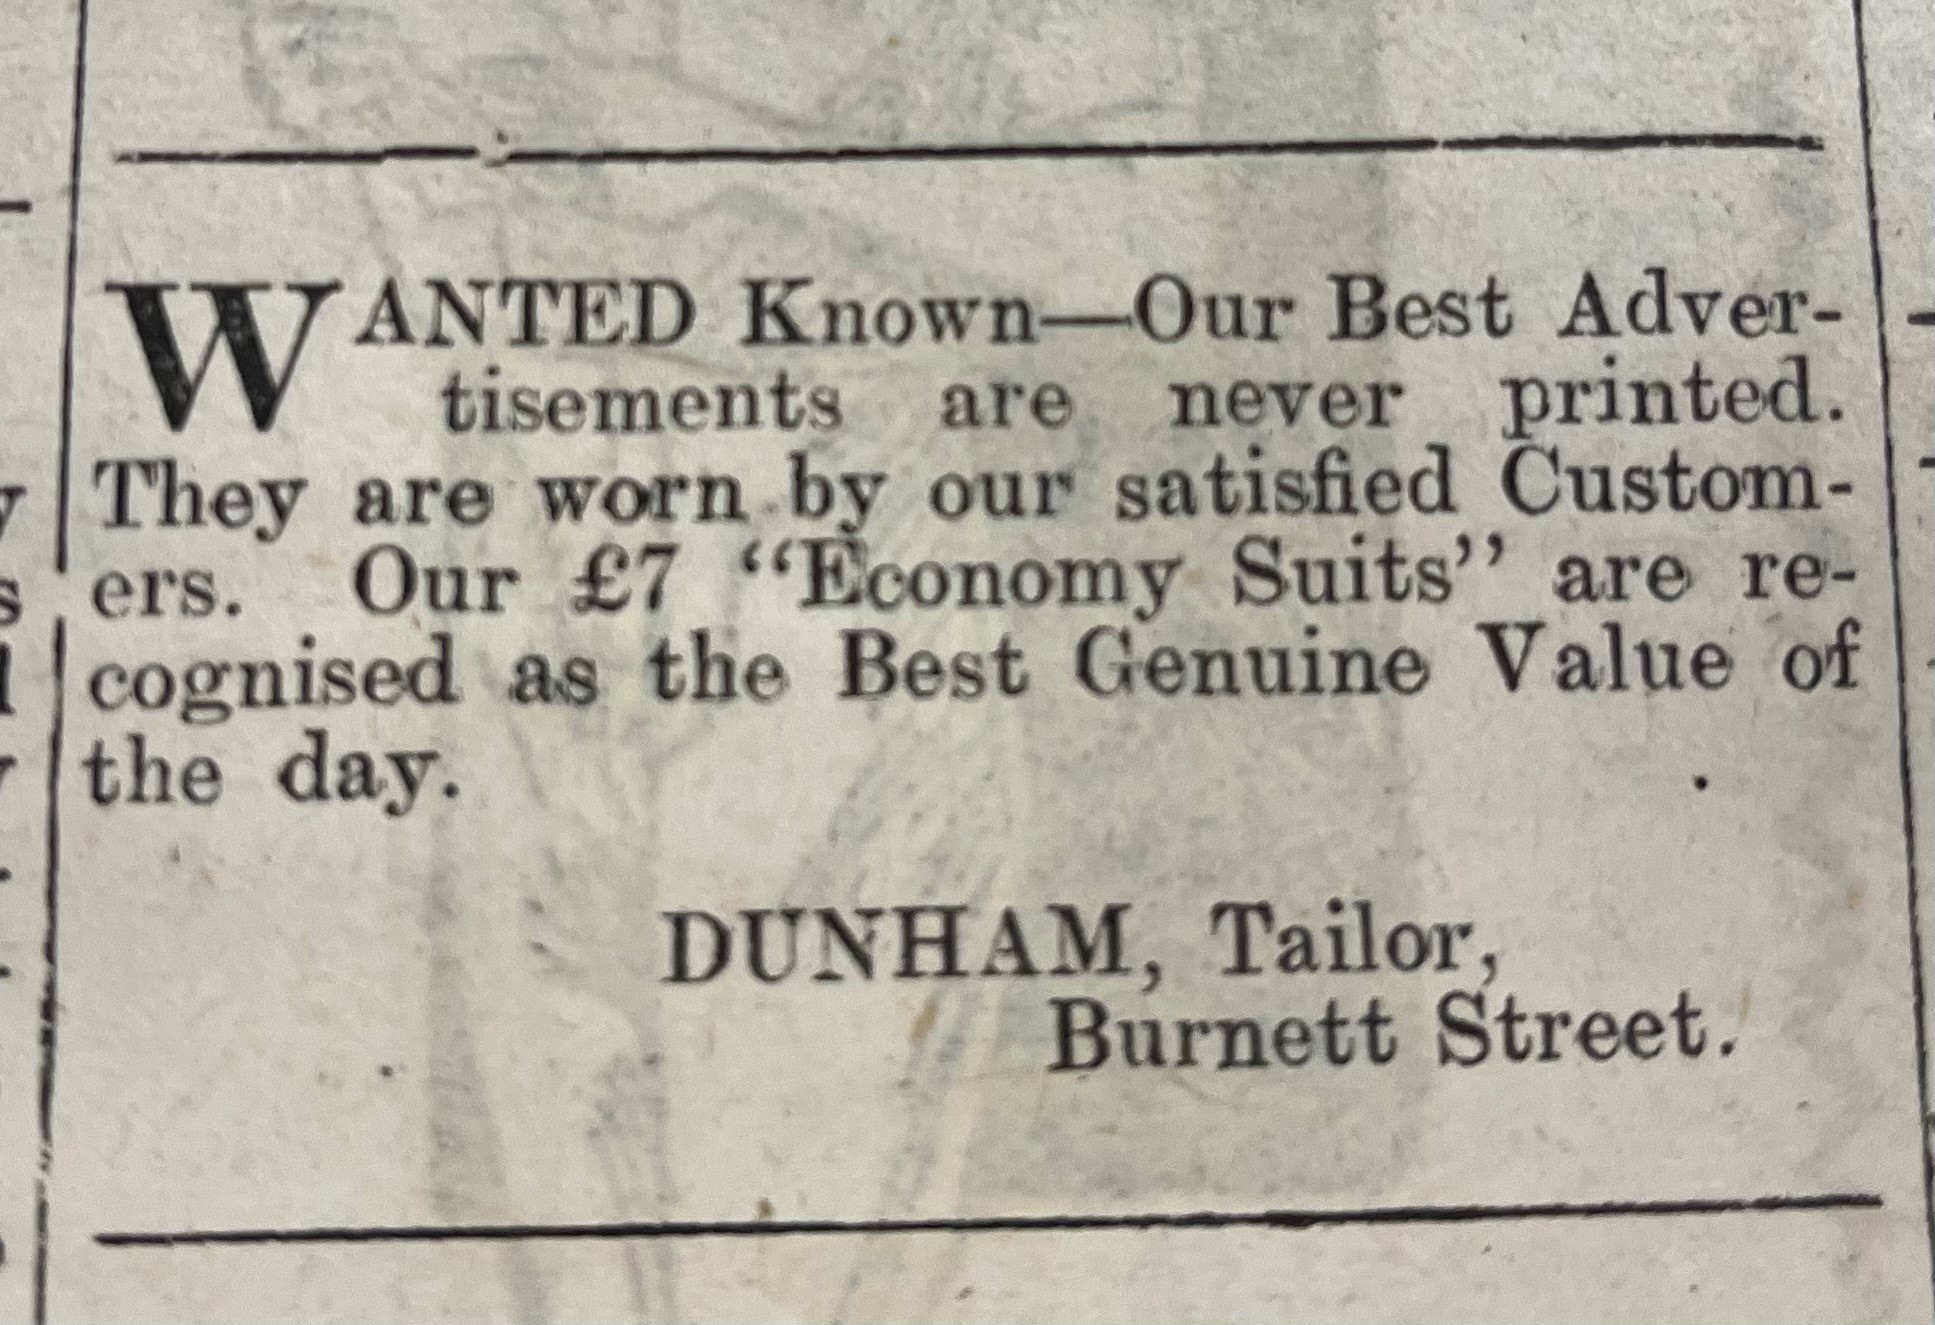 WANTED Known—Our Best Adver-
tisements are never printed.
They are worn by our satisfied Custom-
ers. Our £7 “Economy Suits” are re-
cognised as the Best Genuine Value of
the day.
DUNHAM, Tailor,
Burnett Street.